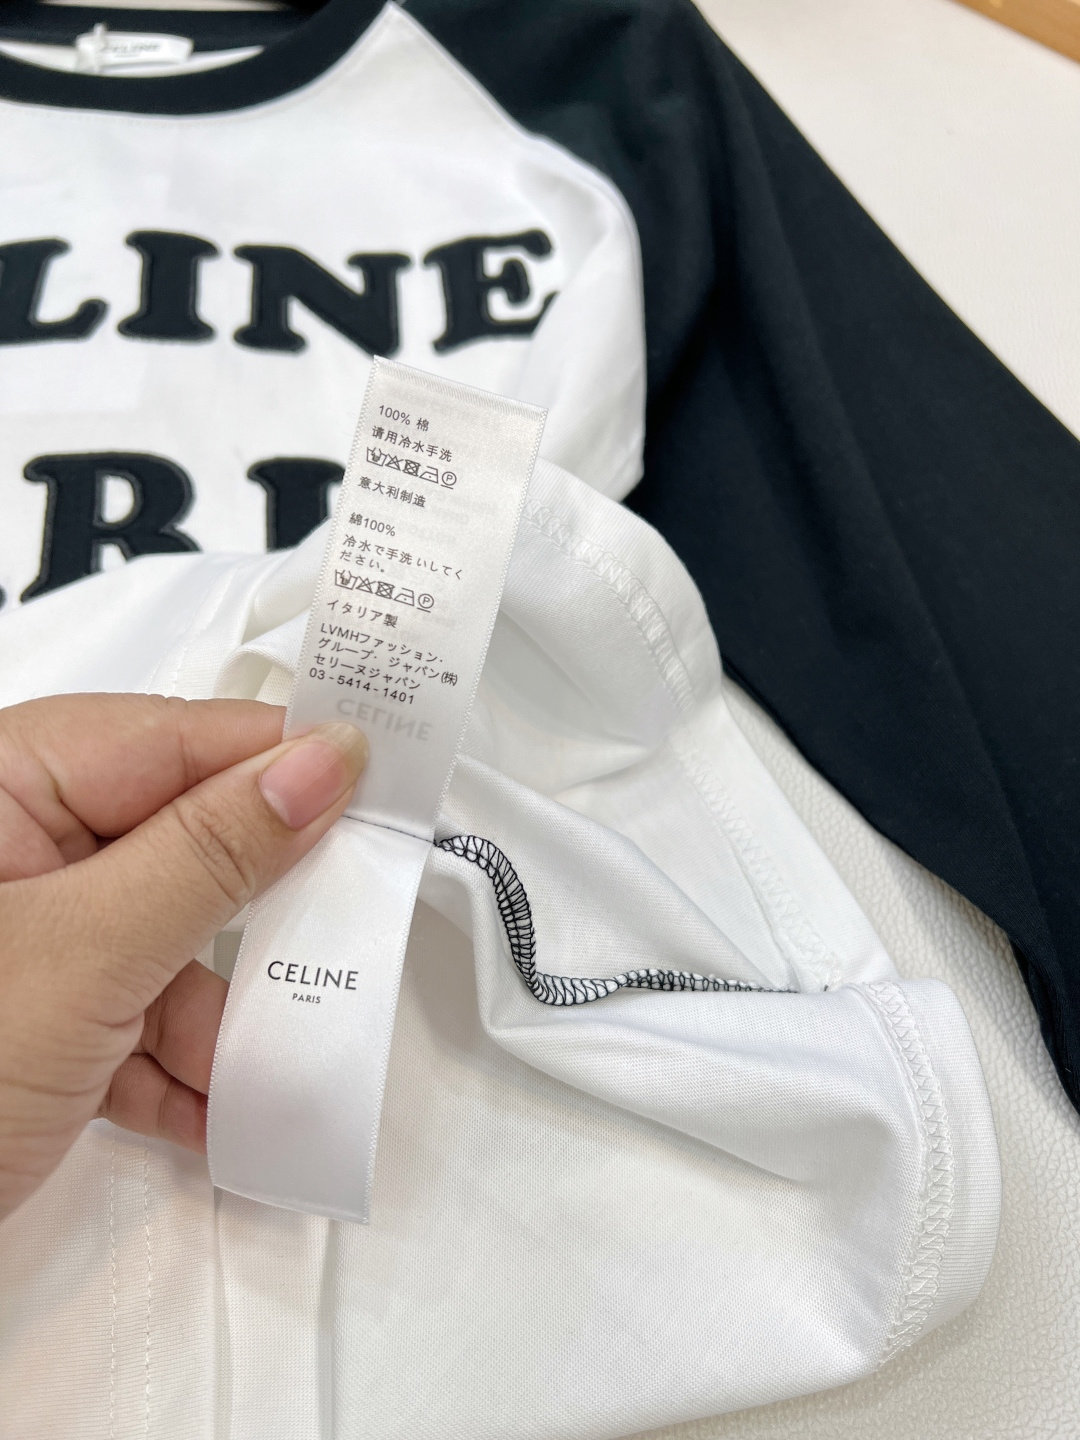 CELINE
LINE
RI
100% 棉
请用冷水手洗
意大利制造
綿100%
冷水で手洗いしてく
ださい。
イタリア製
LVMHファッション・
グループ・ジャパン(株)
セリーヌジャパン
03-5414-1401
CELINE
CELINE
PARIS